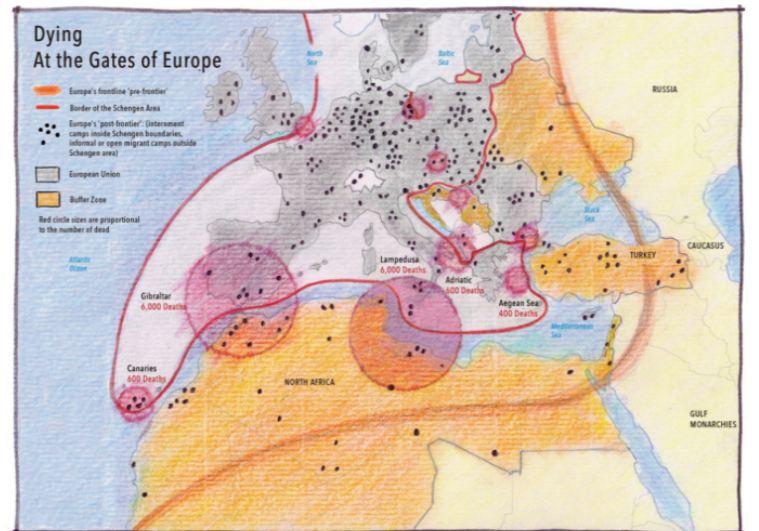 Dying
At the Gates of Europe
Europe's frontline 'pre-frontier'
Border of the Schengen Area
Europe's 'post-frontier': (internment
camps inside Schengen boundaries,
informal or open migrant camps outside
Schengen area)
European Union
Buffer Zone
Red circle sizes are proportional
to the number of dead
North
Sea
Baltic
Sea
RUSSIA
Black
Sea
CAUCASUS
TURKEY
Atlantic
Ocean
Lampedusa
6,000 Deaths
Adriatic
600 Deaths
Gibraltar
6,000 Deaths
Aegean Sea
400 Deaths
Mediterranean
Sea
Canaries
600 Deaths
NORTH AFRICA
GULF
MONARCHIES